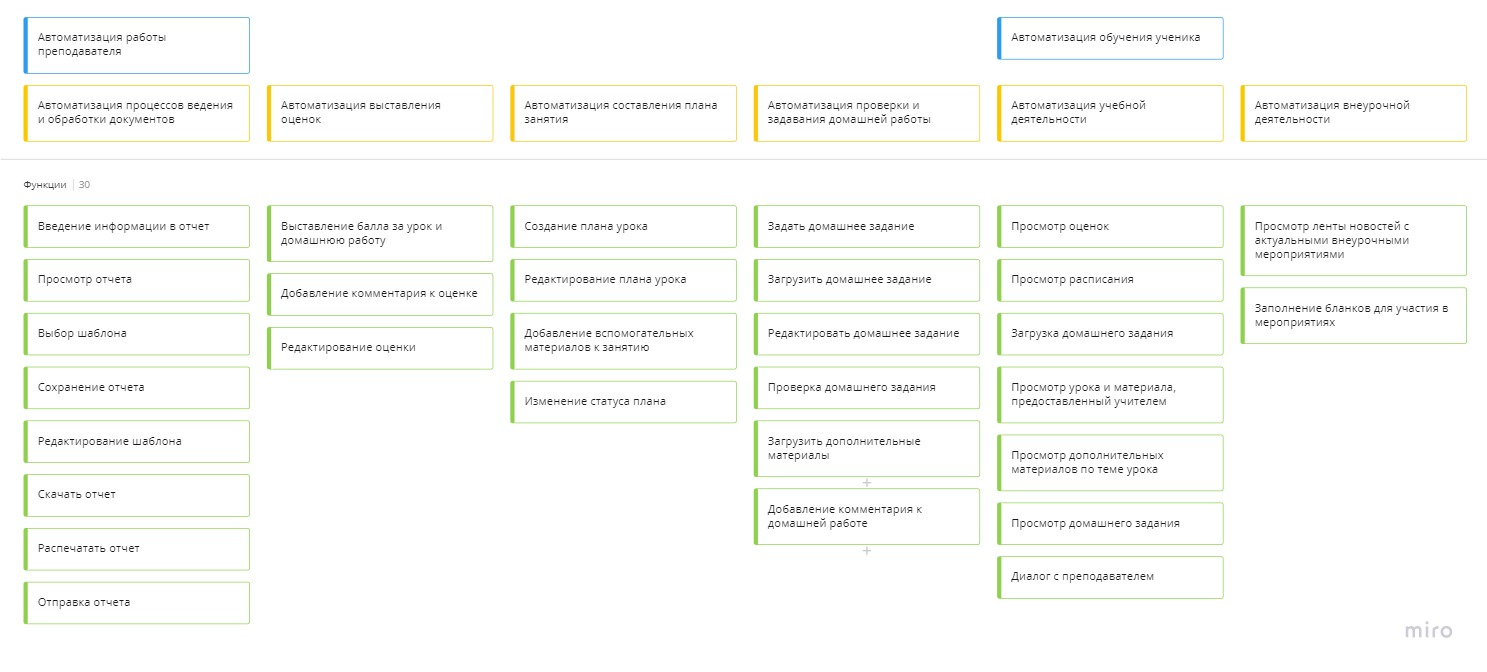 Автоматизация работы
преподавателя
Автоматизация обучения ученика
Автоматизация процессов ведения
и обработки документов
Автоматизация выставления
оценок
Автоматизация составления плана
занятия
Автоматизация проверки и
задавания домашней работы
Автоматизация учебной
деятельности
Автоматизация внеурочной
деятельности
Функции | 30
Введение информации в отчет
Просмотр отчета
Выбор шаблона
Сохранение отчета
Редактирование шаблона
Скачать отчет
Распечатать отчет
Отправка отчета
Выставление балла за урок и
домашнюю работу
Добавление комментария к оценке
Редактирование оценки
Создание плана урока
Редактирование плана урока
Добавление вспомогательных
материалов к занятию
Изменение статуса плана
Задать домашнее задание
Загрузить домашнее задание
Редактировать домашнее задание
Проверка домашнего задания
Загрузить дополнительные
материалы
Добавление комментария к
домашней работе
Просмотр оценок
Просмотр расписания
Загрузка домашнего задания
Просмотр урока и материала,
предоставленный учителем
Просмотр дополнительных
материалов по теме урока
Просмотр домашнего задания
Диалог с преподавателем
Просмотр ленты новостей с
актуальными внеурочными
мероприятиями
Заполнение бланков для участия в
мероприятиях
miro